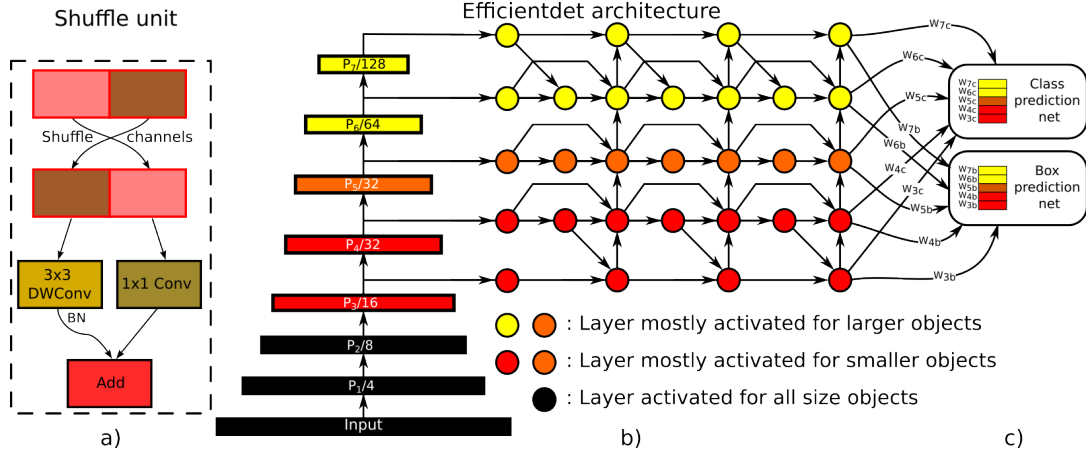 Shuffle unit
Shuffle channels
3x3
DWConv
1x1 Conv
BN
Add
a)
Efficientdet architecture
P7/128
P6/64
P5/32
P4/32
P3/16
P2/8
P1/4
Input
: Layer mostly activated for larger objects
: Layer mostly activated for smaller objects
: Layer activated for all size objects
b)
W7c
W6c
W5c
W7b
W6b
W4c
W3c
W5b
W4b
W3b
W7c
W6c
W5c
W4c
W3c
Class
prediction
net
W7b
W6b
W5b
W4b
W3b
Box
prediction
net
c)